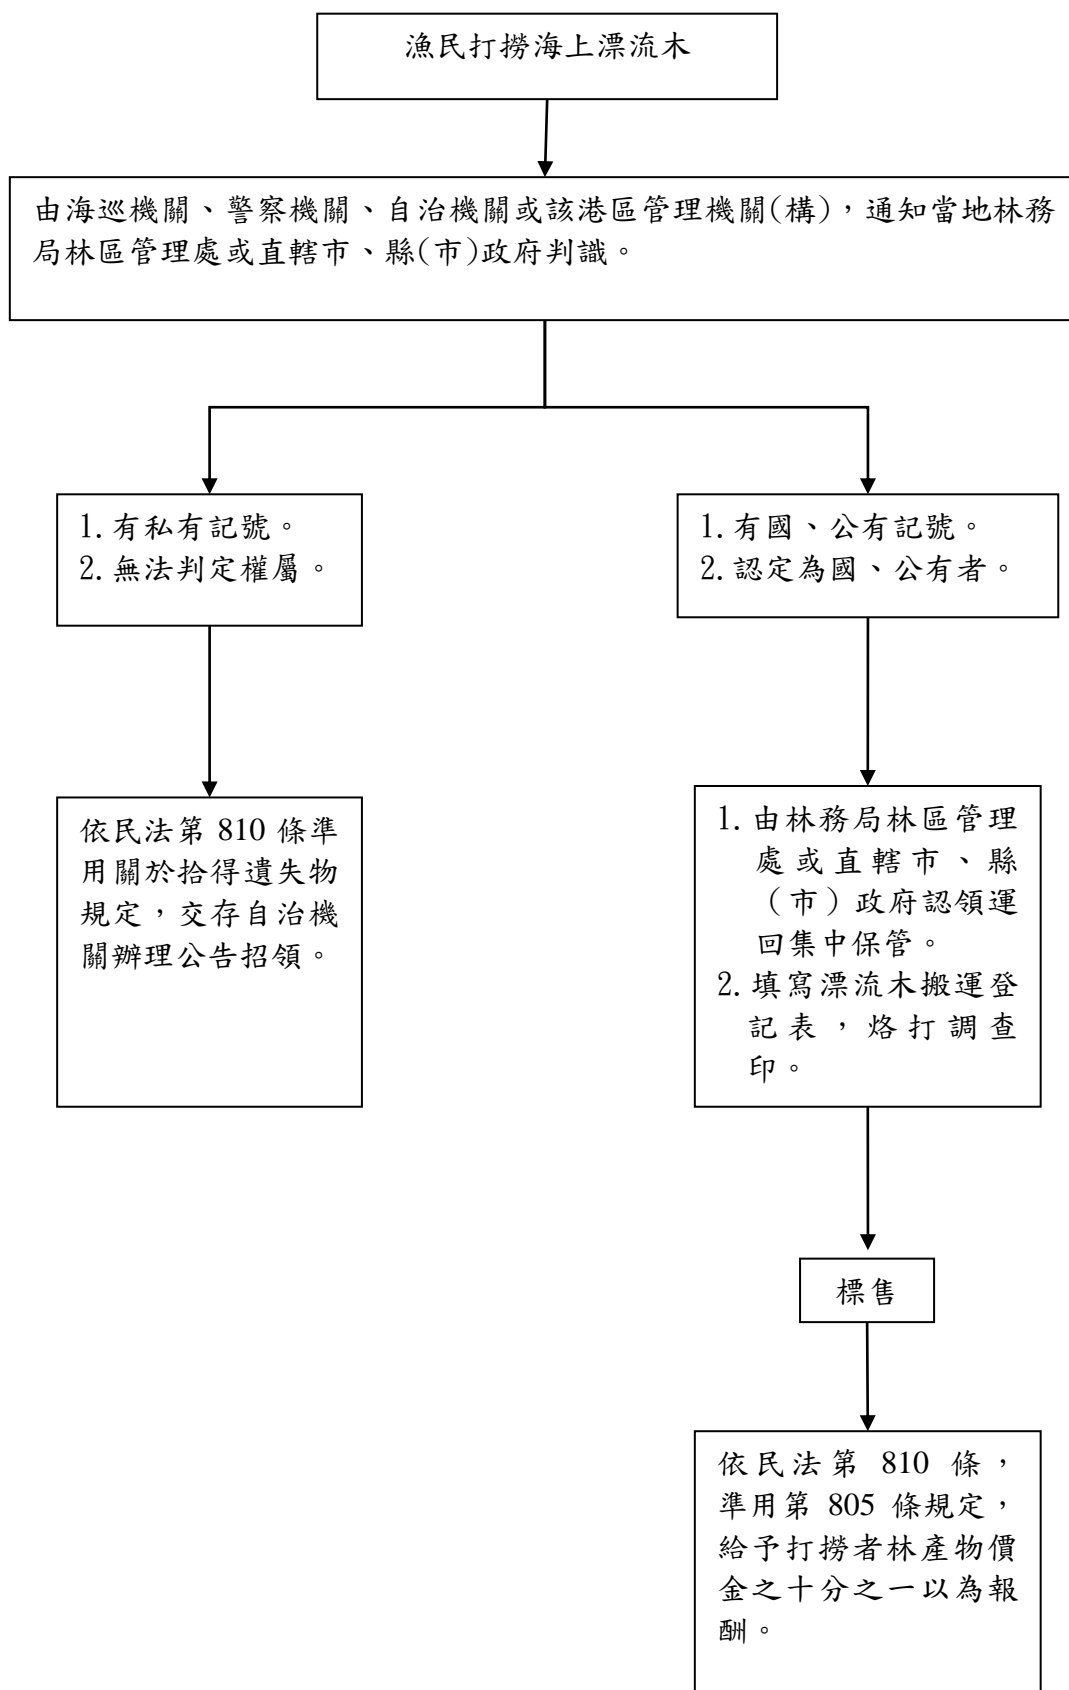 漁民打撈海上漂流木
由海巡機關、警察機關、自治機關或該港區管理機關(構)，通知當地林務
局林區管理處或直轄市、縣(市)政府判識。
1. 有私有記號。
2. 無法判定權屬。
1. 有國、公有記號。
2. 認定為國、公有者。
依民法第 810 條準
用關於拾得遺失物
規定，交存自治機
關辦理公告招領。
1. 由林務局林區管理
處或直轄市、縣
（市）政府認領運
回集中保管。
2. 填寫漂流木搬運登
記表，烙打調查
印。
標售
依民法第 810 條，
準用第 805 條規定，
給予打撈者林產物價
金之十分之一以為報
酬。